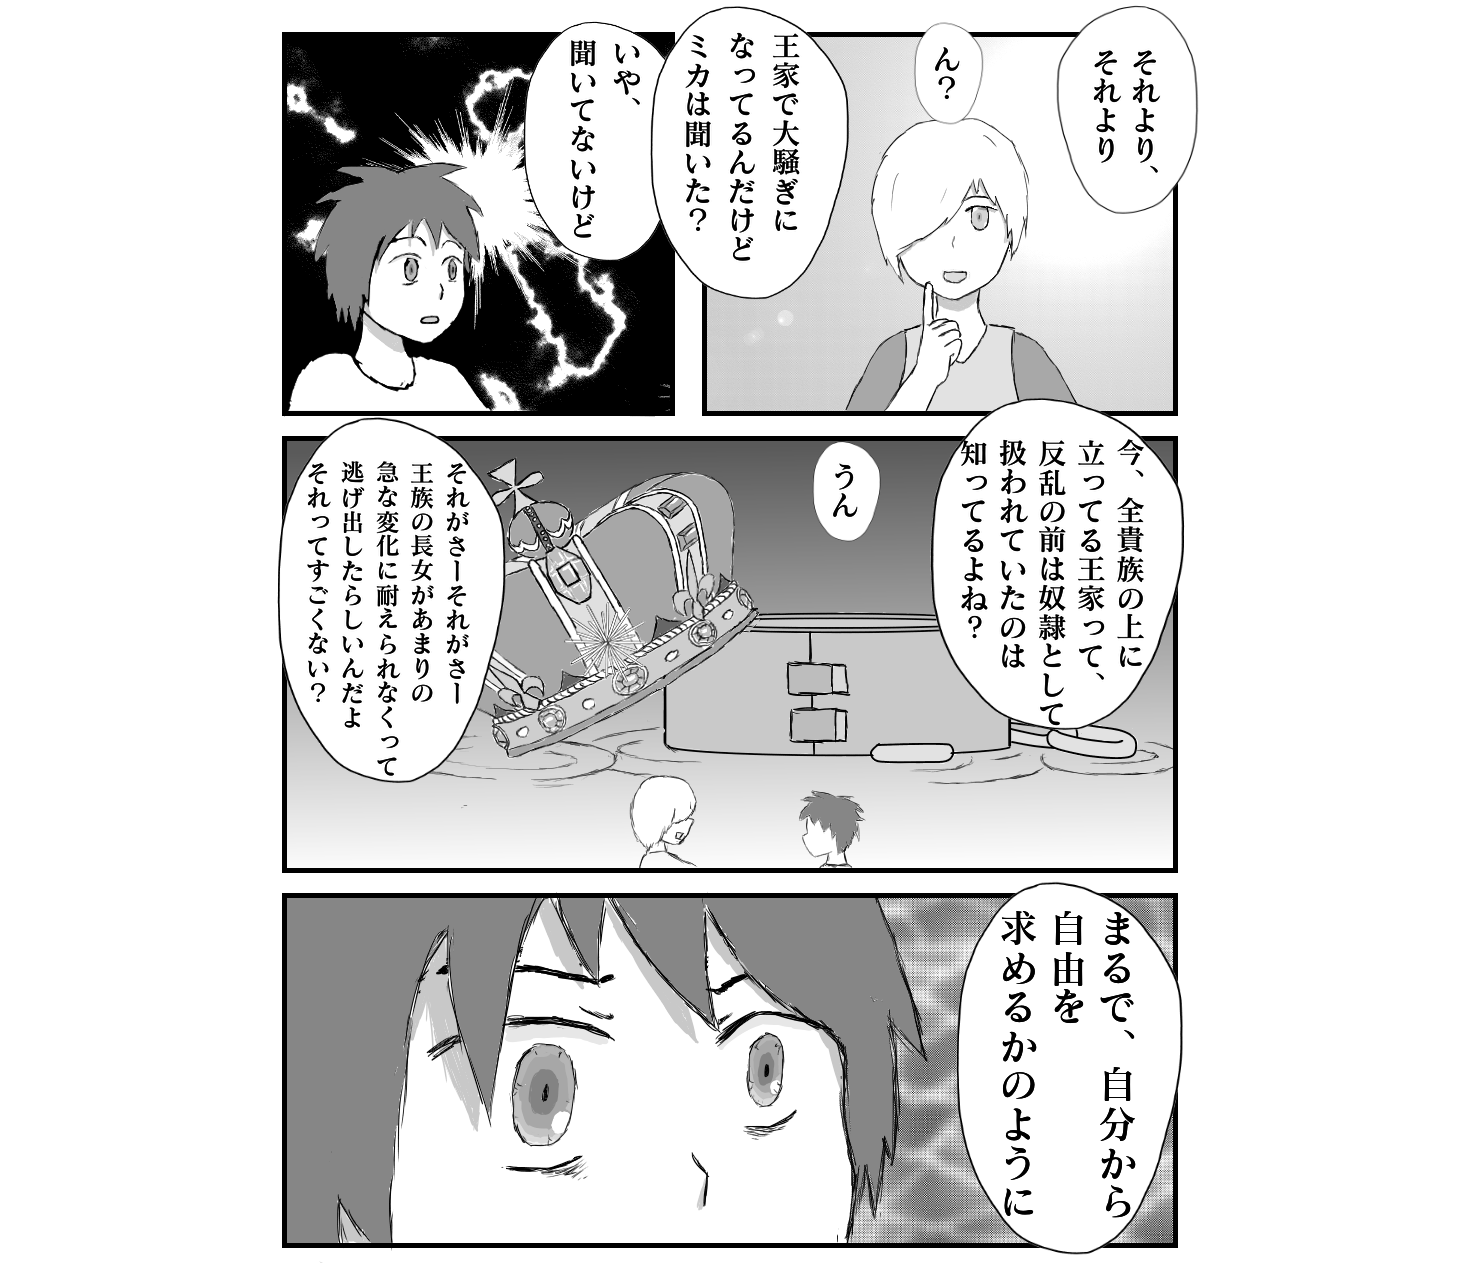 それより、
それより
ん？
王家で大騒ぎに
なってるんだけど
ミカは聞いた？
いや、
聞いてないけど
今、全貴族の上に
立ってる王家って、
反乱の前は奴隷として
扱われていたのは
知ってるよね？
うん
それがさーそれがさー
王族の長女があまりの
急な変化に耐えられなくって
逃げ出したらしいんだよ
それってすごくない？
まるで、自分から
自由を
求めるかのように